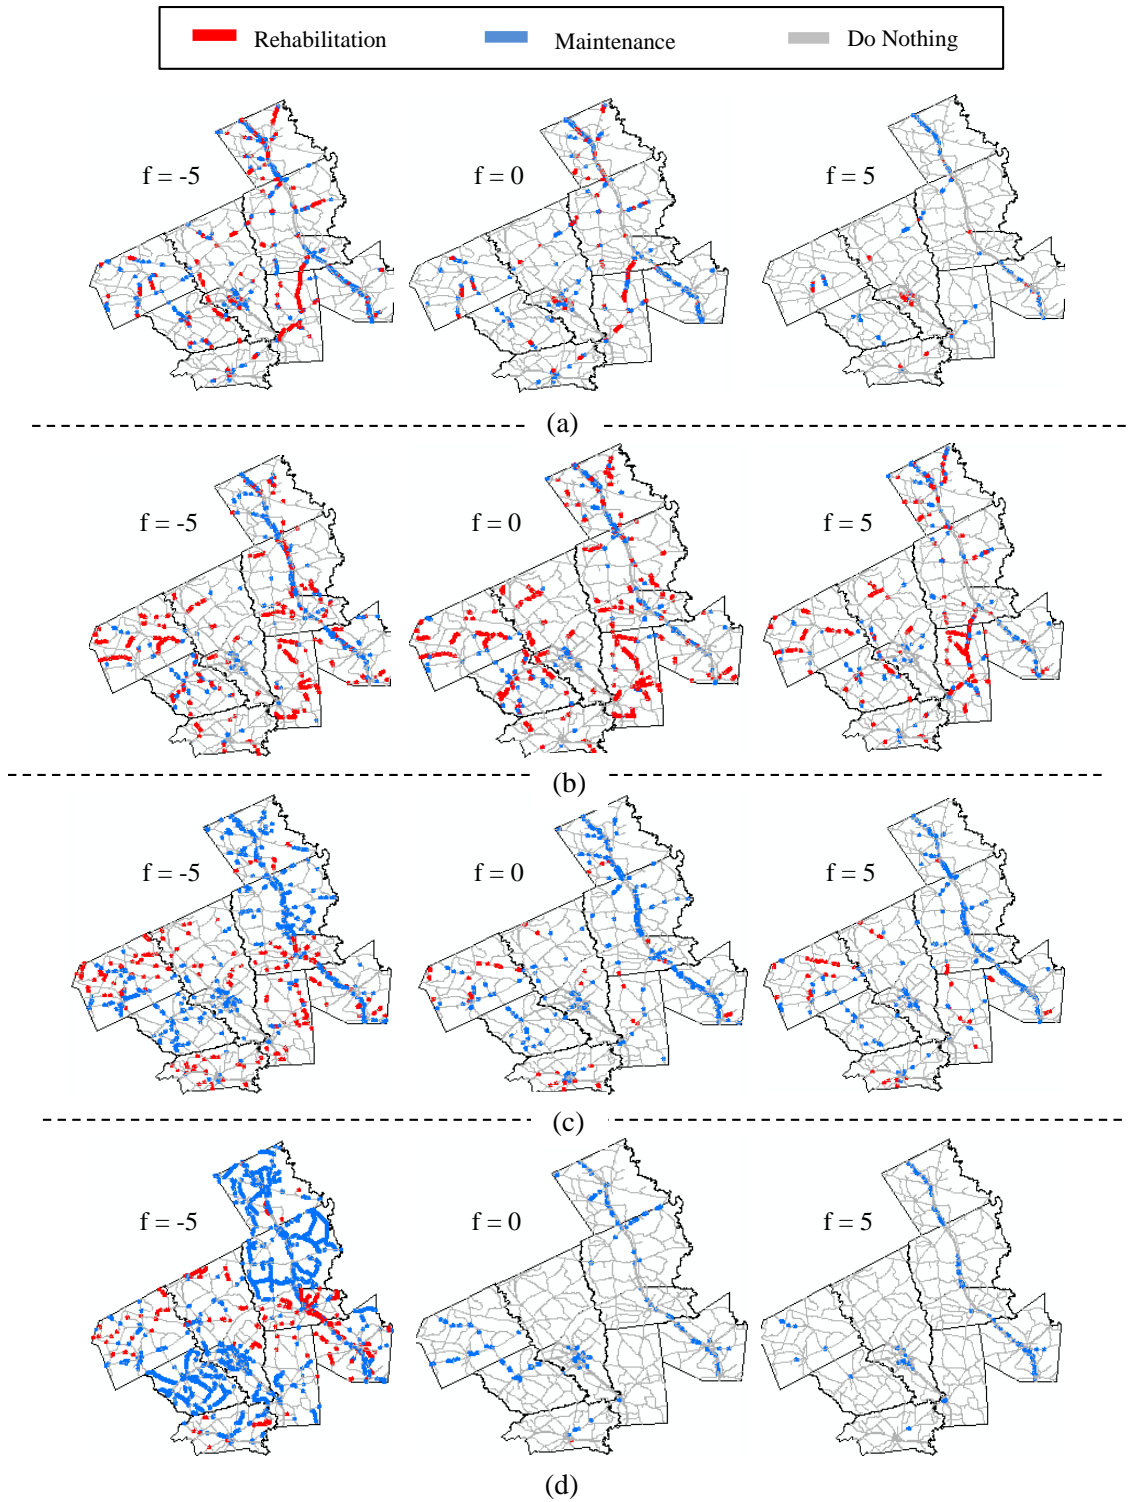 Rehabilitation Maintenance Do Nothing
f = -5 f = 0 f = 5
(a)
f = -5 f = 0 f = 5
(b)
f = -5 f = 0 f = 5
(c)
f = -5 f = 0 f = 5
(d)